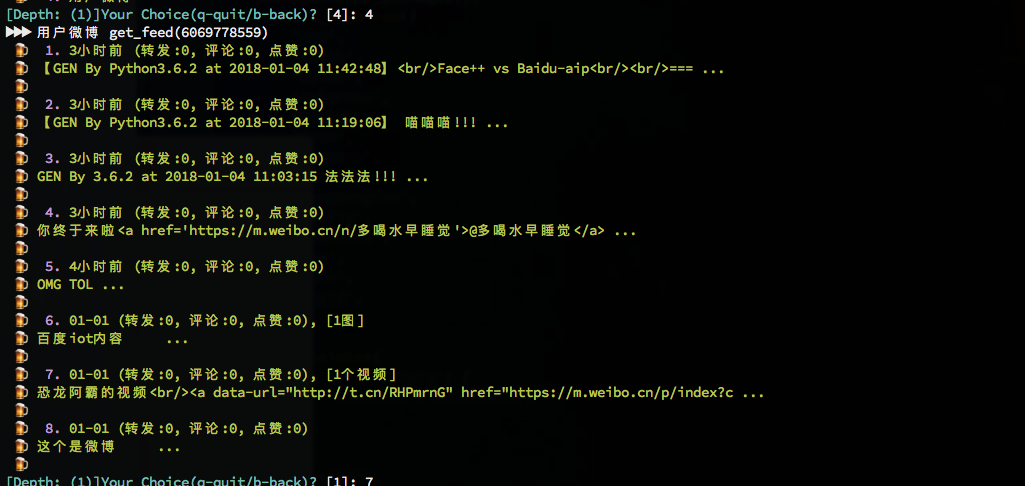 [Depth: (1)]Your Choice(q-quit/b-back)? [4]: 4
▶▶▶ 用户微博 get_feed(6069778559)
1. 3小时前 (转发:0, 评论:0, 点赞:0)
【GEN By Python3.6.2 at 2018-01-04 11:42:48】<br/>Face++ vs Baidu-aip<br/><br/>=== ...
2. 3小时前 (转发:0, 评论:0, 点赞:0)
【GEN By Python3.6.2 at 2018-01-04 11:19:06】 喵喵喵!!! ...
3. 3小时前 (转发:0, 评论:0, 点赞:0)
GEN By 3.6.2 at 2018-01-04 11:03:15 法法法!!! ...
4. 3小时前 (转发:0, 评论:0, 点赞:0)
你终于来啦<a href='https://m.weibo.cn/n/多喝水早睡觉'>@多喝水早睡觉</a> ...
5. 4小时前 (转发:0, 评论:0, 点赞:0)
OMG TOL ...
6. 01-01 (转发:0, 评论:0, 点赞:0), [1图]
百度iot内容 ...
7. 01-01 (转发:0, 评论:0, 点赞:0), [1个视频]
恐龙阿霸的视频<br/><a data-url="http://t.cn/RHPmrnG" href="https://m.weibo.cn/p/index?c ...
8. 01-01 (转发:0, 评论:0, 点赞:0)
这个是微博 ...
[Depth: (1)]Your Choice(q-quit/b-back)? [1]: 7